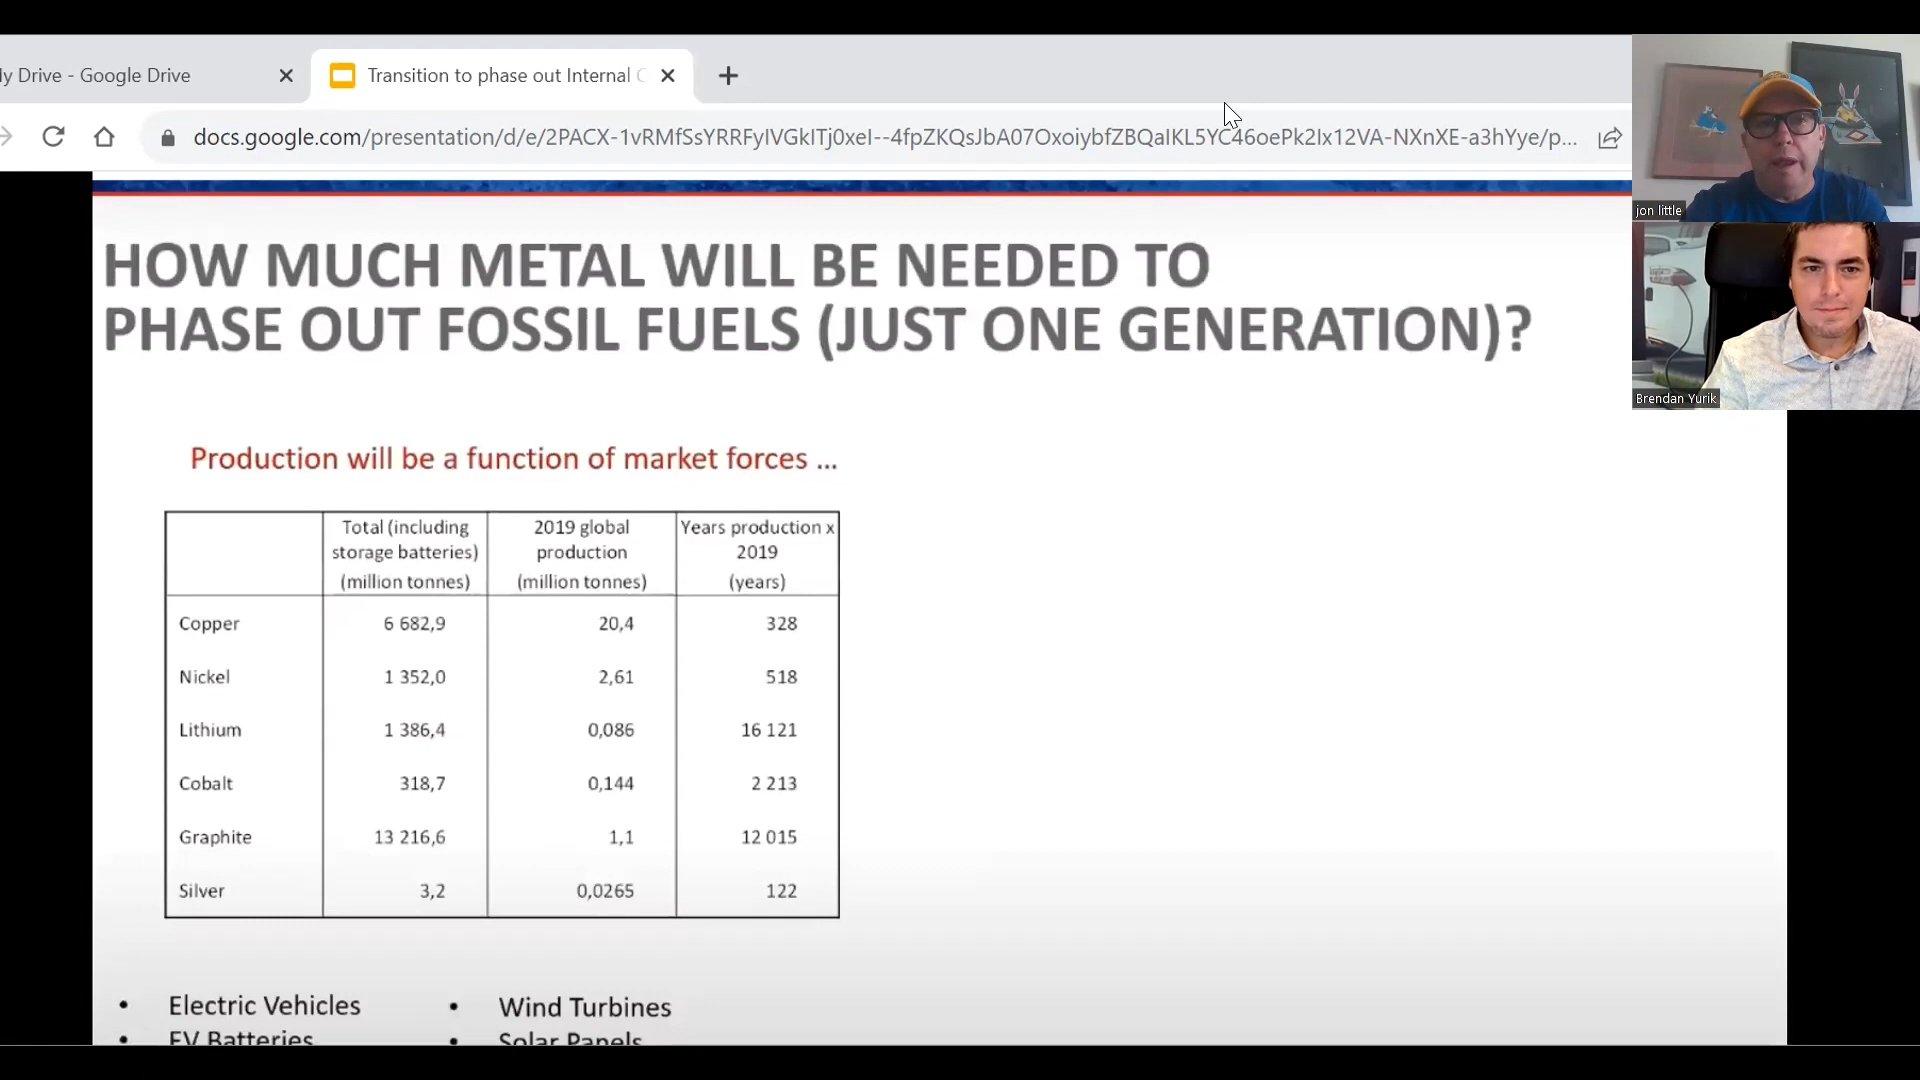 ly Drive - Google Drive
Transition to phase out Internal C
docs.google.com/presentation/d/e/2PACX-1vRMfSsYRRFyIVGkITj0xeI--4fpZKQsJbA07OxoiybfZBQaIKL5YC46oePk2Ix12VA-NXnXE-a3hYye/p...
jon little
Brendan Yurik
HOW MUCH METAL WILL BE NEEDED TO
PHASE OUT FOSSIL FUELS (JUST ONE GENERATION)?
Production will be a function of market forces ...
Total (including storage batteries) (million tonnes) 2019 global production (million tonnes) Years production x 2019 (years)
Copper 6 682,9 20,4 328
Nickel 1 352,0 2,61 518
Lithium 1 386,4 0,086 16 121
Cobalt 318,7 0,144 2 213
Graphite 13 216,6 1,1 12 015
Silver 3,2 0,0265 122
• Electric Vehicles • Wind Turbines
• EV Batteries • Solar Panels